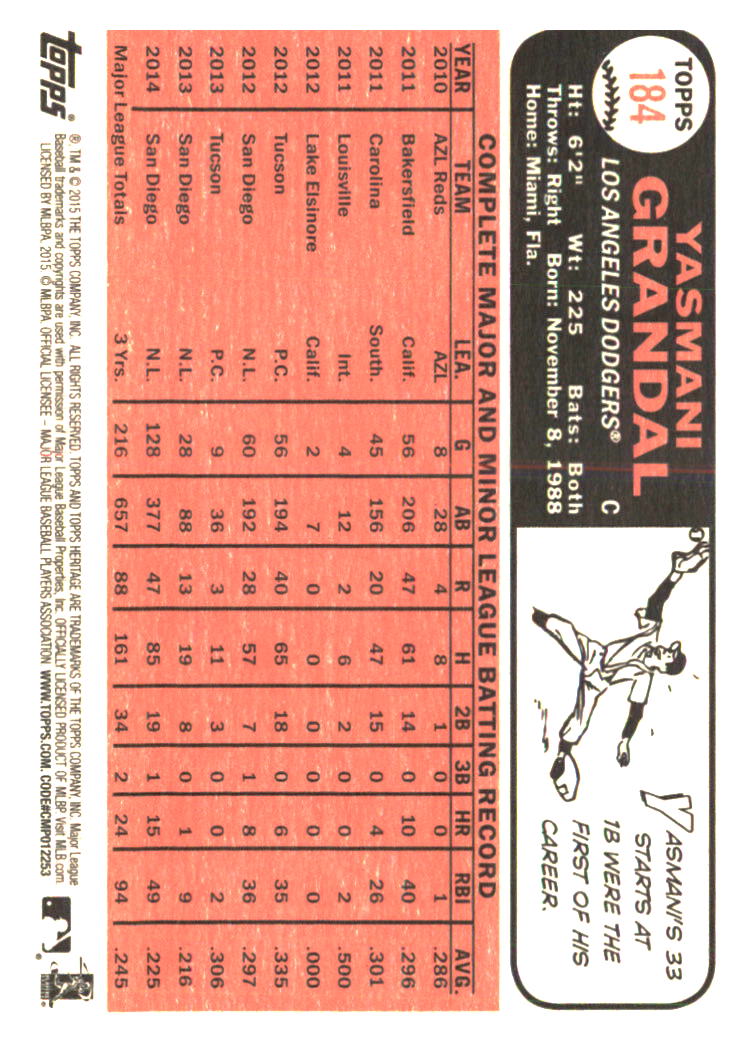 TOPPS
184
YASMANI
GRANDAL
LOS ANGELES DODGERS® C
Ht: 6'2" Wt: 225 Bats: Both
Throws: Right Born: November 8, 1988
Home: Miami, Fla.
YASMANI'S 33
STARTS AT
1B WERE THE
FIRST OF HIS
CAREER.
COMPLETE MAJOR AND MINOR LEAGUE BATTING RECORD
YEAR TEAM LEA. G AB R H 2B 3B HR RBI AVG.
2010 AZL Reds AZL 8 28 4 8 1 0 0 1 .286
2011 Bakersfield Calif. 56 206 47 61 14 0 10 40 .296
2011 Carolina South. 45 156 20 47 15 0 4 26 .301
2011 Louisville Int. 4 12 2 6 2 0 0 2 .500
2012 Lake Elsinore Calif. 2 7 0 0 0 0 0 0 .000
2012 Tucson P.C. 56 194 40 65 18 0 6 35 .335
2012 San Diego N.L. 60 192 28 57 7 1 8 36 .297
2013 Tucson P.C. 9 36 3 11 3 0 0 2 .306
2013 San Diego N.L. 28 88 13 19 8 0 1 9 .216
2014 San Diego N.L. 128 377 47 85 19 1 15 49 .225
Major League Totals 3 Yrs. 216 657 88 161 34 2 24 94 .245
topps®
®, TM & © 2015 THE TOPPS COMPANY, INC. ALL RIGHTS RESERVED. TOPPS AND TOPPS HERITAGE ARE TRADEMARKS OF THE TOPPS COMPANY, INC. Major League
Baseball trademarks and copyrights are used with permission of Major League Baseball Properties, Inc. OFFICIALLY LICENSED PRODUCT OF MLBP Visit MLB.com
LICENSED BY MLBPA, 2015 © MLBPA, OFFICIAL LICENSEE – MAJOR LEAGUE BASEBALL PLAYERS ASSOCIATION WWW.TOPPS.COM. CODE#CMP012253